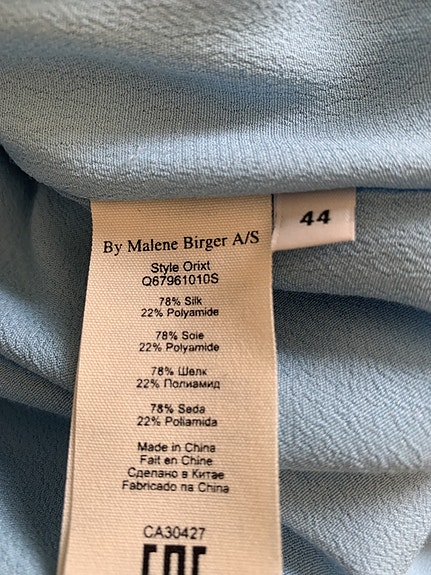 44
By Malene Birger A/S
Style Orixt
Q67961010S
78% Silk
22% Polyamide
78% Soie
22% Polyamide
78% Шелк
22% Полиамид
78% Seda
22% Poliamida
Made in China
Fait en Chine
Сделано в Китае
Fabricado na China
CA30427